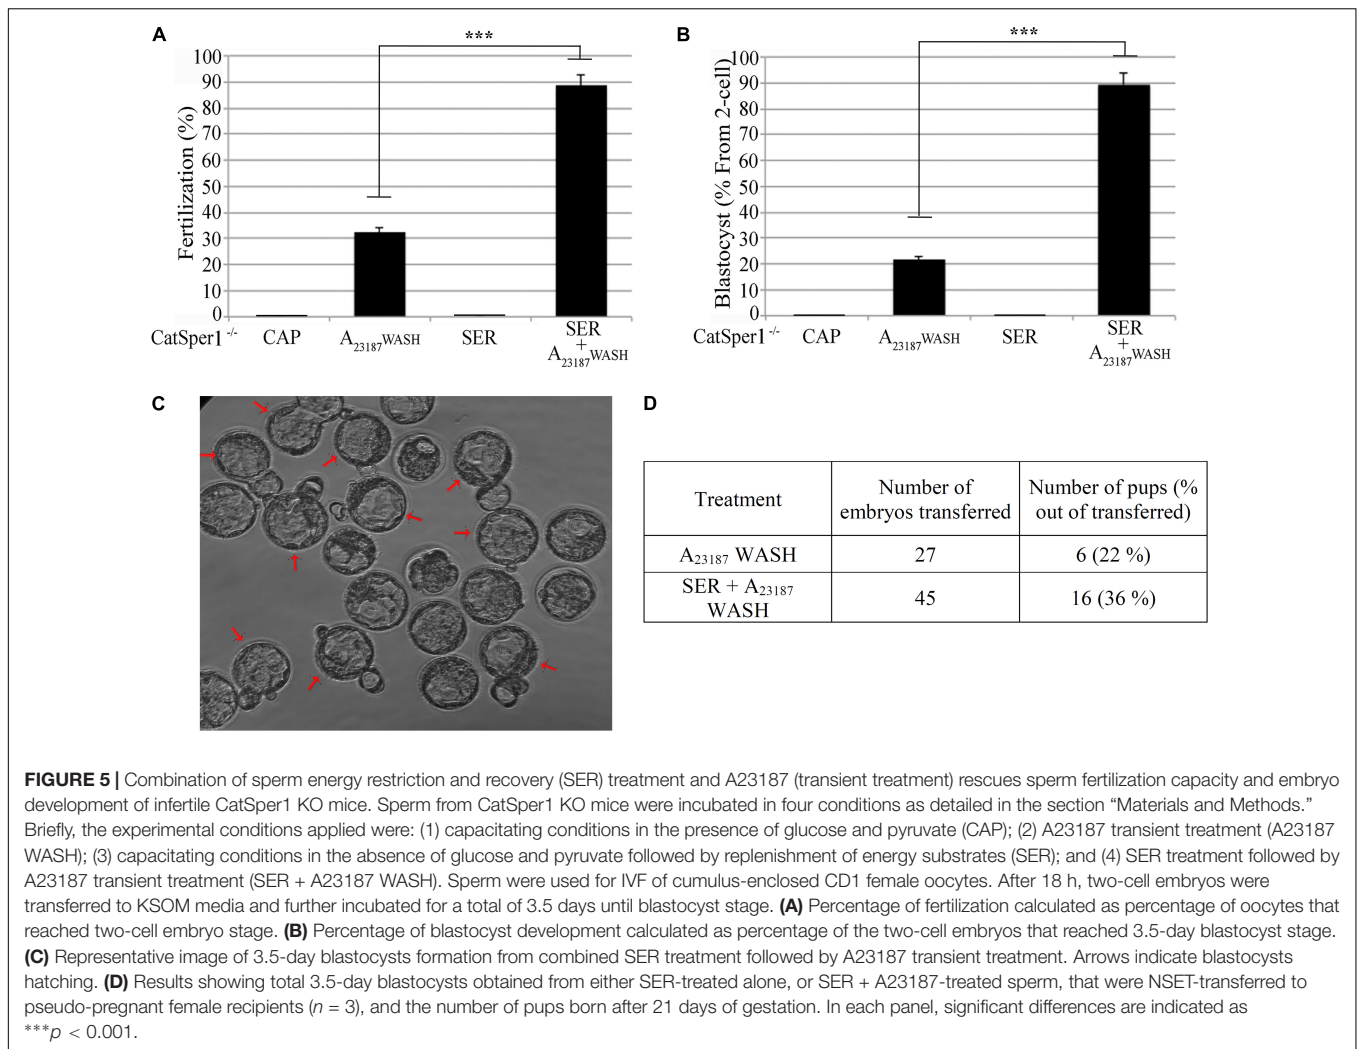 A
***
100
90
80
70
60
50
40
30
20
10
0
Fertilization (%)
CatSper1 -/- CAP A23187WASH SER SER + A23187WASH
B
***
100
90
80
70
60
50
40
30
20
10
0
Blastocyst (% From 2-cell)
CatSper1 -/- CAP A23187WASH SER SER + A23187WASH
C
D
Treatment Number of embryos transferred Number of pups (% out of transferred)
A23187 WASH 27 6 (22 %)
SER + A23187 WASH 45 16 (36 %)
FIGURE 5 | Combination of sperm energy restriction and recovery (SER) treatment and A23187 (transient treatment) rescues sperm fertilization capacity and embryo
development of infertile CatSper1 KO mice. Sperm from CatSper1 KO mice were incubated in four conditions as detailed in the section “Materials and Methods.”
Briefly, the experimental conditions applied were: (1) capacitating conditions in the presence of glucose and pyruvate (CAP); (2) A23187 transient treatment (A23187
WASH); (3) capacitating conditions in the absence of glucose and pyruvate followed by replenishment of energy substrates (SER); and (4) SER treatment followed by
A23187 transient treatment (SER + A23187 WASH). Sperm were used for IVF of cumulus-enclosed CD1 female oocytes. After 18 h, two-cell embryos were
transferred to KSOM media and further incubated for a total of 3.5 days until blastocyst stage. (A) Percentage of fertilization calculated as percentage of oocytes that
reached two-cell embryo stage. (B) Percentage of blastocyst development calculated as percentage of the two-cell embryos that reached 3.5-day blastocyst stage.
(C) Representative image of 3.5-day blastocysts formation from combined SER treatment followed by A23187 transient treatment. Arrows indicate blastocysts
hatching. (D) Results showing total 3.5-day blastocysts obtained from either SER-treated alone, or SER + A23187-treated sperm, that were NSET-transferred to
pseudo-pregnant female recipients (n = 3), and the number of pups born after 21 days of gestation. In each panel, significant differences are indicated as
***p < 0.001.